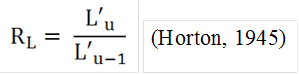 R_L = L′_u / L′_{u−1} (Horton, 1945)